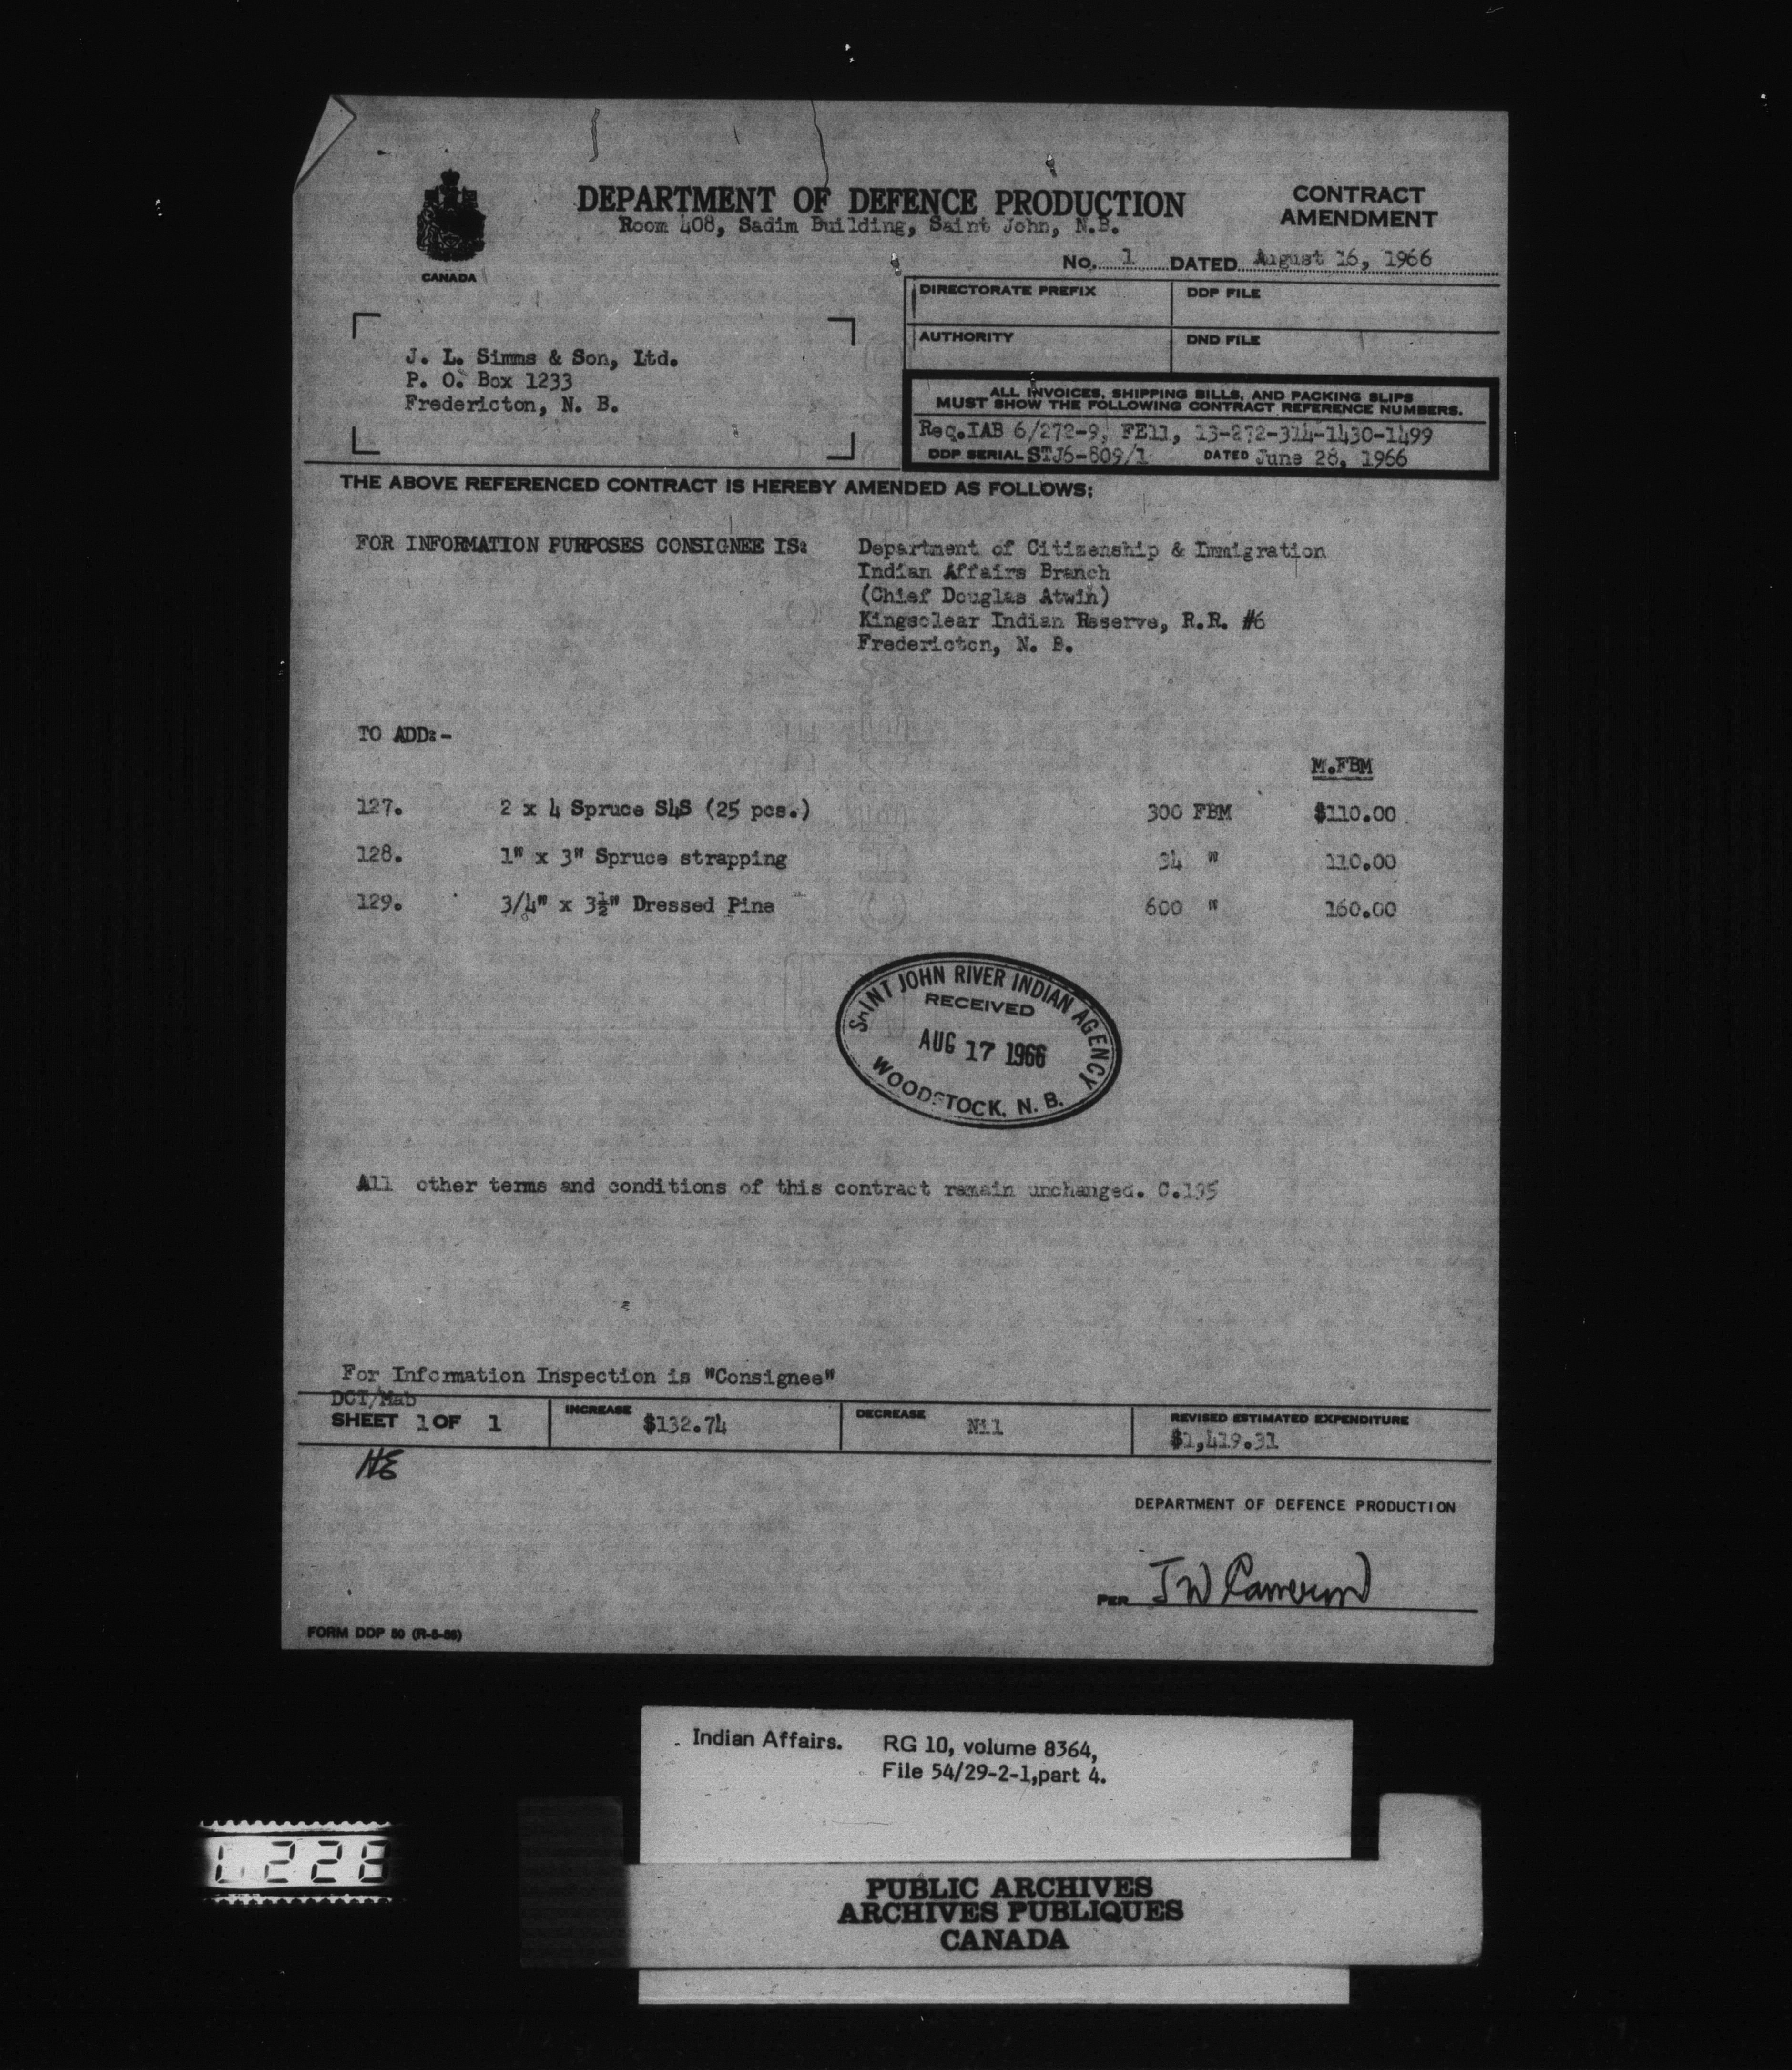 DEPARTMENT OF DEFENCE PRODUCTION
Room 408, Sadim Building, Saint John, N.B.
CONTRACT
AMENDMENT
CANADA
No. 1 DATED August 16, 1966
DIRECTORATE PREFIX
DDP FILE
AUTHORITY
DND FILE
J. L. Simms & Son, Ltd.
P. O. Box 1233
Fredericton, N. B.
ALL INVOICES, SHIPPING BILLS, AND PACKING SLIPS
MUST SHOW THE FOLLOWING CONTRACT REFERENCE NUMBERS.
Req.IAB 6/272-9, FE11, 13-272-314-1430-1499
DDP SERIAL STJ6-809/1 DATED June 28, 1966
THE ABOVE REFERENCED CONTRACT IS HEREBY AMENDED AS FOLLOWS;
FOR INFORMATION PURPOSES CONSIGNEE IS: Department of Citizenship & Immigration
Indian Affairs Branch
(Chief Douglas Atwin)
Kingsclear Indian Reserve, R.R. #6
Fredericton, N. B.
TO ADD:-
M.FBM
127. 2 x 4 Spruce S4S (25 pcs.) 300 FBM $110.00
128. 1" x 3" Spruce strapping 34 " 110.00
129. 3/4" x 3½" Dressed Pine 600 " 160.00
SAINT JOHN RIVER INDIAN AGENCY
RECEIVED
AUG 17 1966
WOODSTOCK, N. B.
All other terms and conditions of this contract remain unchanged. C.195
For Information Inspection is "Consignee"
DCT/Mab
SHEET 1 OF 1
INCREASE $132.74
DECREASE Nil
REVISED ESTIMATED EXPENDITURE
$1,419.31
HE
DEPARTMENT OF DEFENCE PRODUCTION
PER J W Cameron
FORM DDP 50 (R-5-56)
Indian Affairs. RG 10, volume 8364,
File 54/29-2-1,part 4.
PUBLIC ARCHIVES
ARCHIVES PUBLIQUES
CANADA